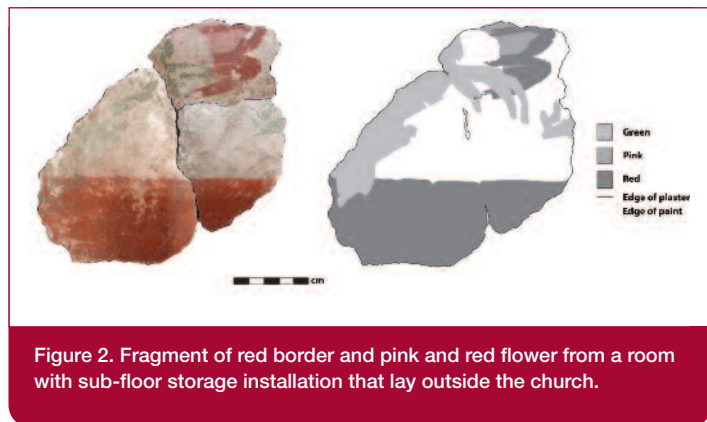 Green
Pink
Red
Edge of plaster
Edge of paint
cm
Figure 2. Fragment of red border and pink and red flower from a room
with sub-floor storage installation that lay outside the church.